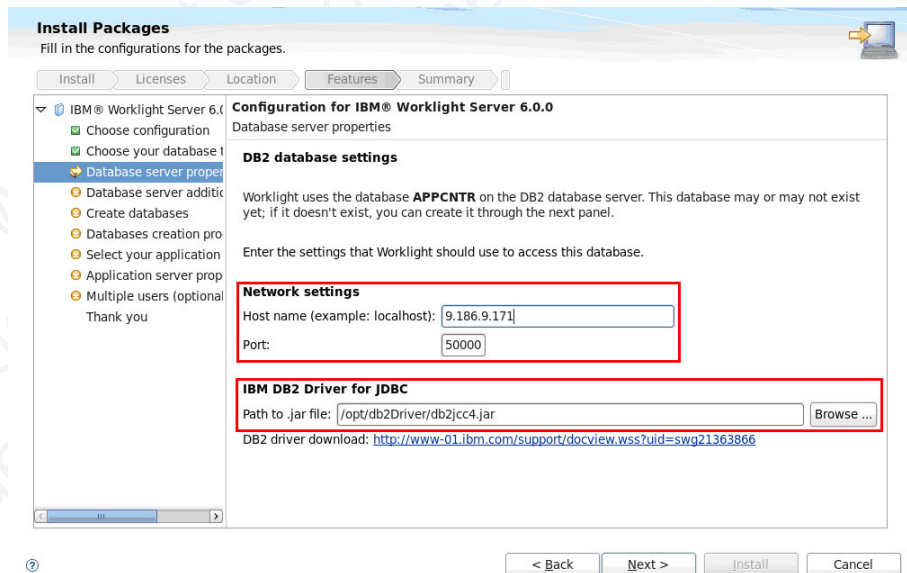 Install Packages
Fill in the configurations for the packages.
Install Licenses Location Features Summary
IBM® Worklight Server 6.(
Choose configuration
Choose your database t
Database server proper
Database server additio
Create databases
Databases creation pro
Select your application
Application server prop
Multiple users (optional
Thank you
Configuration for IBM® Worklight Server 6.0.0
Database server properties
DB2 database settings
Worklight uses the database APPCNTR on the DB2 database server. This database may or may not exist
yet; if it doesn't exist, you can create it through the next panel.
Enter the settings that Worklight should use to access this database.
Network settings
Host name (example: localhost): 9.186.9.171
Port: 50000
IBM DB2 Driver for JDBC
Path to .jar file: /opt/db2Driver/db2jcc4.jar Browse ...
DB2 driver download: http://www-01.ibm.com/support/docview.wss?uid=swg21363866
< Back Next > Install Cancel